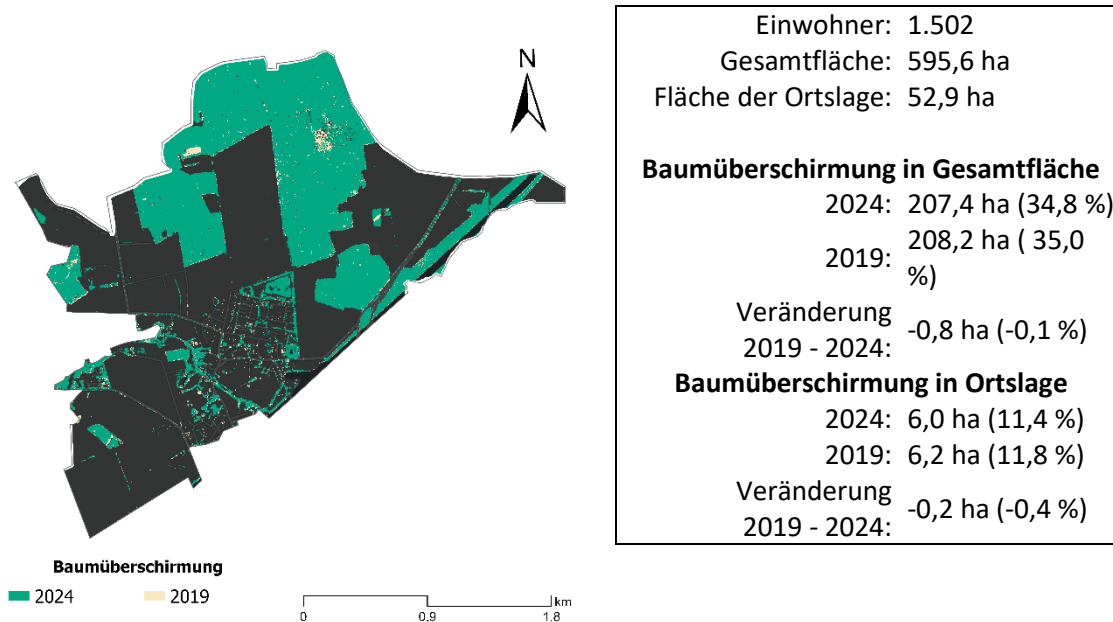 N
Baumüberschirmung
2024
2019
km
0
0.9
1.8
Einwohner: 1.502
Gesamtfläche: 595,6 ha
Fläche der Ortslage: 52,9 ha
Baumüberschirmung in Gesamtfläche
2024: 207,4 ha (34,8 %)
2019: 208,2 ha ( 35,0
%)
Veränderung
2019 - 2024: -0,8 ha (-0,1 %)
Baumüberschirmung in Ortslage
2024: 6,0 ha (11,4 %)
2019: 6,2 ha (11,8 %)
Veränderung
2019 - 2024: -0,2 ha (-0,4 %)